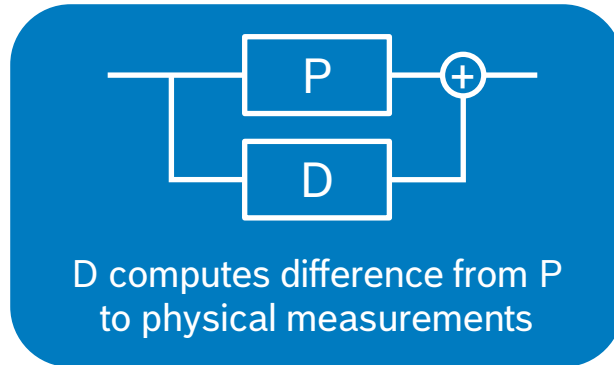 P
+
D
D computes difference from P
to physical measurements